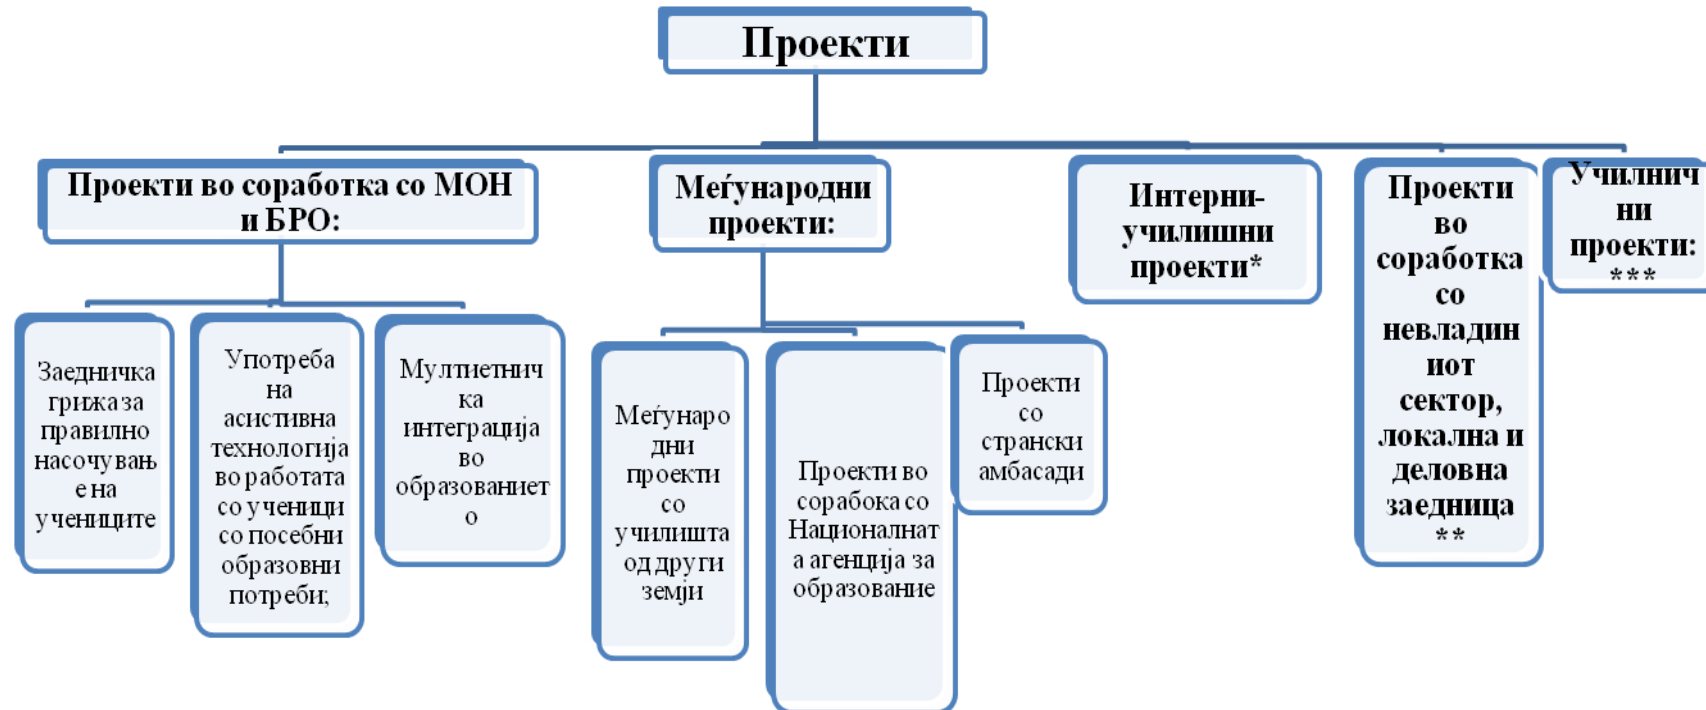 Проекти
Проекти во соработка со МОН
и БРО:
Заедничка
грижа за
правилно
насочувањ
е на
учениците
Употреба
на
асистивна
технологија
во работата
со ученици
со посебни
образовни
потреби;
Мултиетнич
ка
интеграција
во
образованиет
о
Меѓународни
проекти:
Меѓунаро
дни
проекти
со
училишта
од други
земји
Проекти во
сорабока со
Националнат
а агенција за
образование
Проекти
со
странски
амбасади
Интерни-
училишни
проекти*
Проекти
во
соработка
со
невладин
иот
сектор,
локална и
деловна
заедница
**
Училнич
ни
проекти:
***